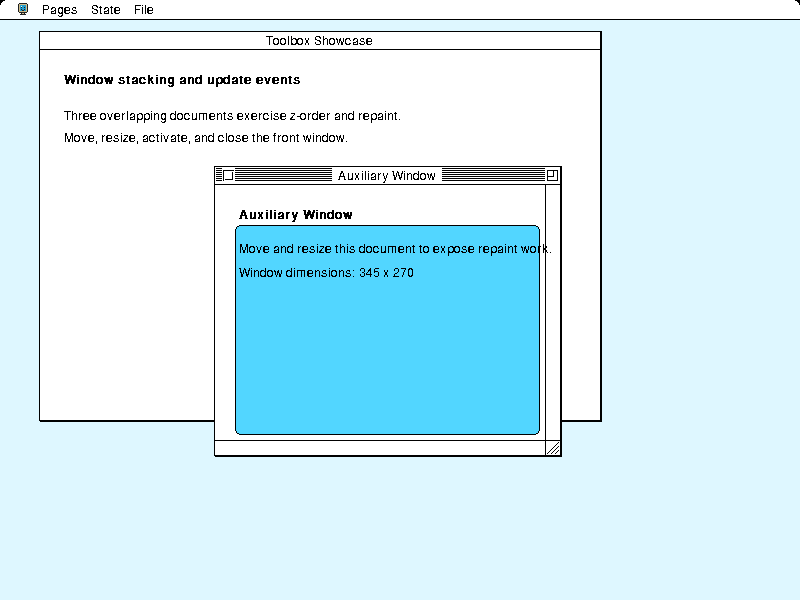 Pages State File
Toolbox Showcase
Window stacking and update events
Three overlapping documents exercise z-order and repaint.
Move, resize, activate, and close the front window.
Auxiliary Window
Auxiliary Window
Move and resize this document to expose repaint work.
Window dimensions: 345 x 270